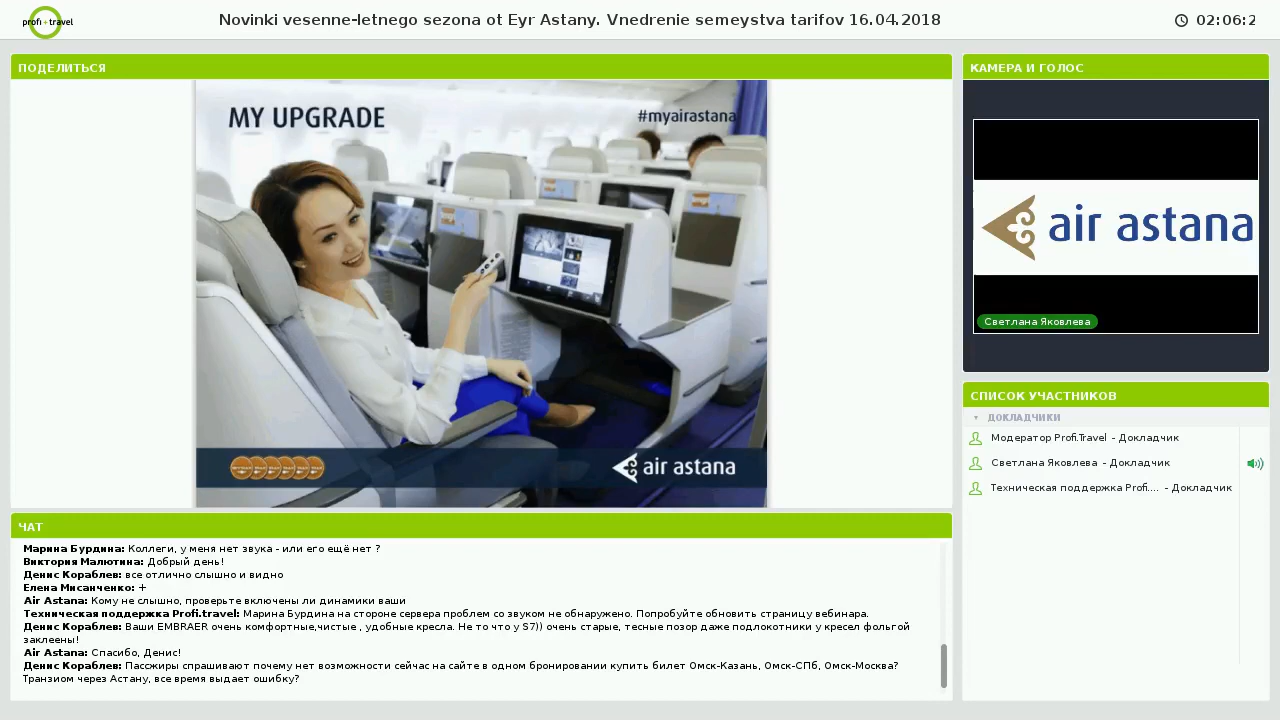 profi+travel
Novinki vesenne-letnego sezona ot Eyr Astany. Vnedrenie semeystva tarifov 16.04.2018
02:06:2
ПОДЕЛИТЬСЯ
MY UPGRADE
#myairastana
air astana
КАМЕРА И ГОЛОС
air astana
Светлана Яковлева
СПИСОК УЧАСТНИКОВ
ДОКЛАДЧИКИ
Модератор Profi.Travel - Докладчик
Светлана Яковлева - Докладчик
Техническая поддержка Profi.... - Докладчик
ЧАТ
Марина Бурдина: Коллеги, у меня нет звука - или его ещё нет ?
Виктория Малютина: Добрый день!
Денис Кораблев: все отлично слышно и видно
Елена Мисанченко: +
Air Astana: Кому не слышно, проверьте включены ли динамики ваши
Техническая поддержка Profi.travel: Марина Бурдина на стороне сервера проблем со звуком не обнаружено. Попробуйте обновить страницу вебинара.
Денис Кораблев: Ваши EMBRAER очень комфортные,чистые , удобные кресла. Не то что у S7)) очень старые, тесные позор даже подлокотники у кресел фольгой
заклеены!
Air Astana: Спасибо, Денис!
Денис Кораблев: Пассжиры спрашивают почему нет возможности сейчас на сайте в одном бронировании купить билет Омск-Казань, Омск-СПб, Омск-Москва?
Транзиом через Астану, все время выдает ошибку?